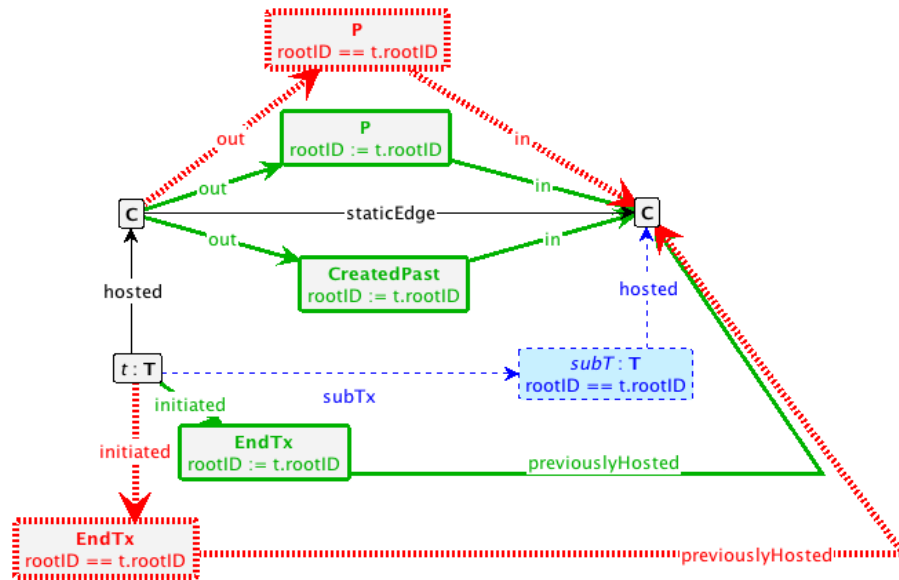 P
rootID == t.rootID
out
in
P
rootID := t.rootID
out
in
C
staticEdge
C
out
in
CreatedPast
rootID := t.rootID
hosted
hosted
t : T
subTx
subT : T
rootID == t.rootID
initiated
initiated
EndTx
rootID := t.rootID
previouslyHosted
EndTx
rootID == t.rootID
previouslyHosted